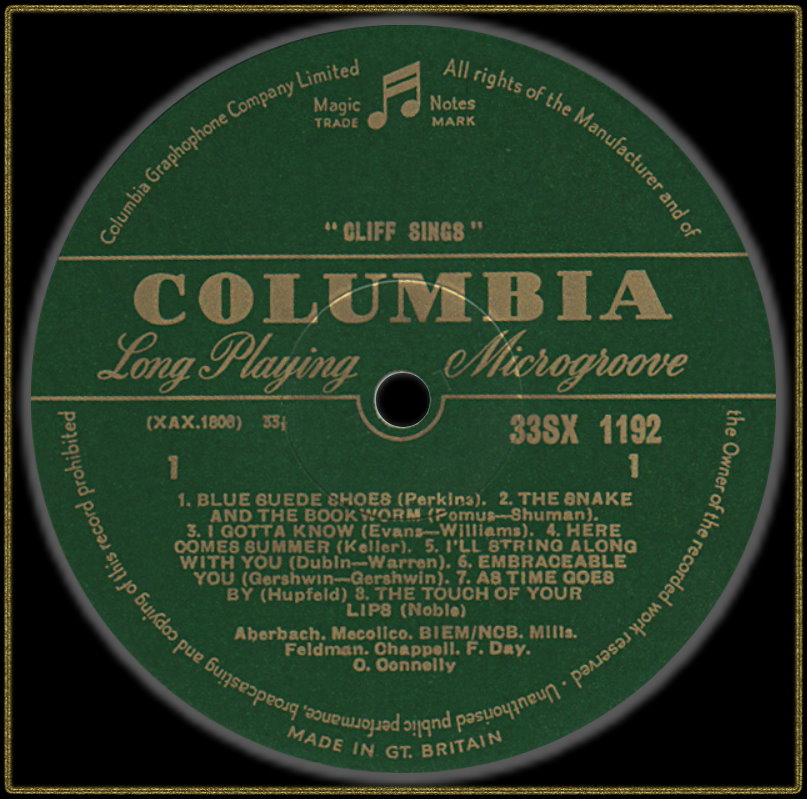 Columbia Graphophone Company Limited
Magic Notes
TRADE MARK
All rights of the Manufacturer and of
the Owner of the recorded work reserved - Unauthorised public performance, broadcasting and copying of this record prohibited
"CLIFF SINGS"
COLUMBIA
Long Playing Microgroove
(XAX.1806) 33⅓
33SX 1192
1 1
1. BLUE SUEDE SHOES (Perkins). 2. THE SNAKE
AND THE BOOKWORM (Pomus—Shuman).
3. I GOTTA KNOW (Evans—Williams). 4. HERE
COMES SUMMER (Keller). 5. I'LL STRING ALONG
WITH YOU (Dubin—Warren). 6. EMBRACEABLE
YOU (Gershwin—Gershwin). 7. AS TIME GOES
BY (Hupfeld) 8. THE TOUCH OF YOUR
LIPS (Noble)
Aberbach. Mecolico. BIEM/NCB. Mills.
Feldman. Chappell. F. Day.
O. Connelly
MADE IN GT. BRITAIN